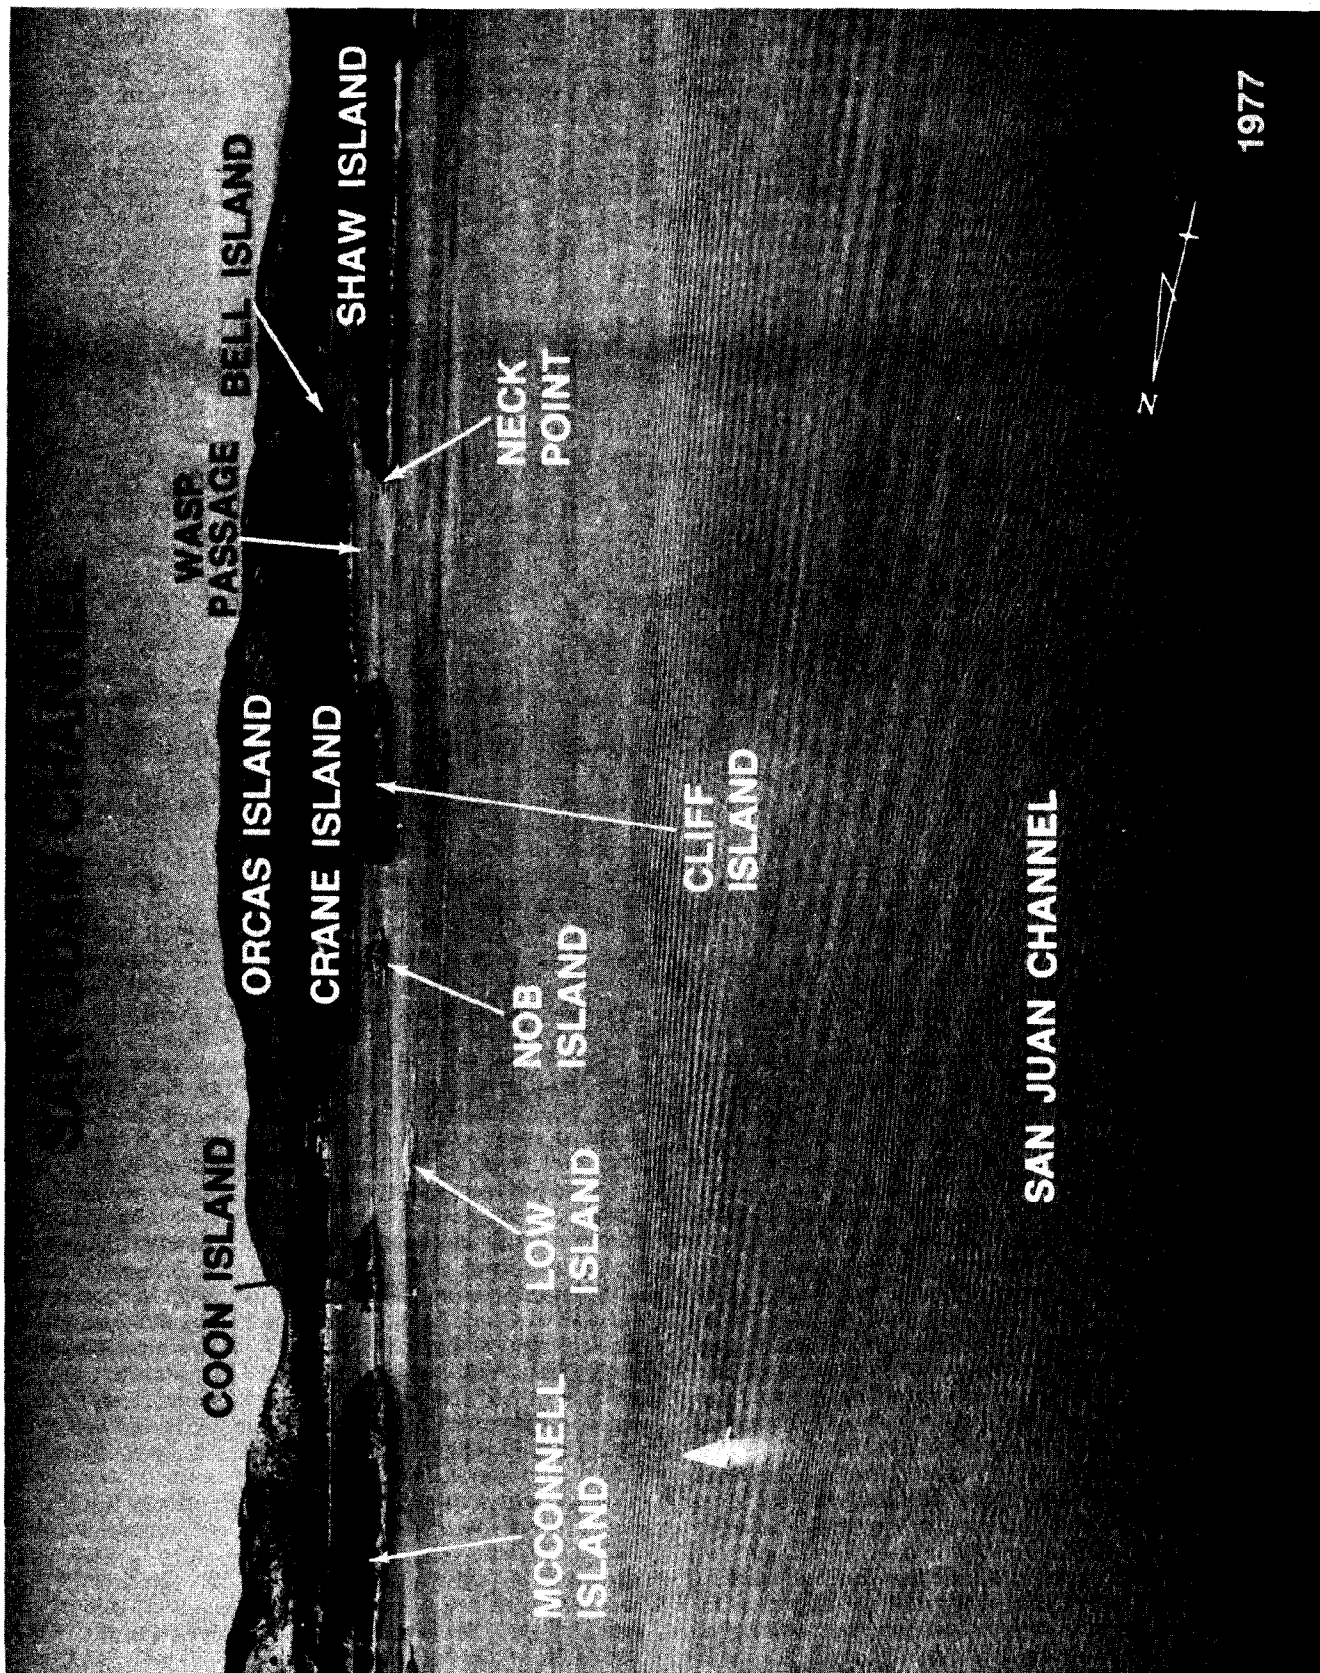 COON ISLAND
WASP
PASSAGE
BELL ISLAND
ORCAS ISLAND
CRANE ISLAND
SHAW ISLAND
MCCONNELL
ISLAND
LOW
ISLAND
NOB
ISLAND
NECK
POINT
CLIFF
ISLAND
SAN JUAN CHANNEL
N
1977